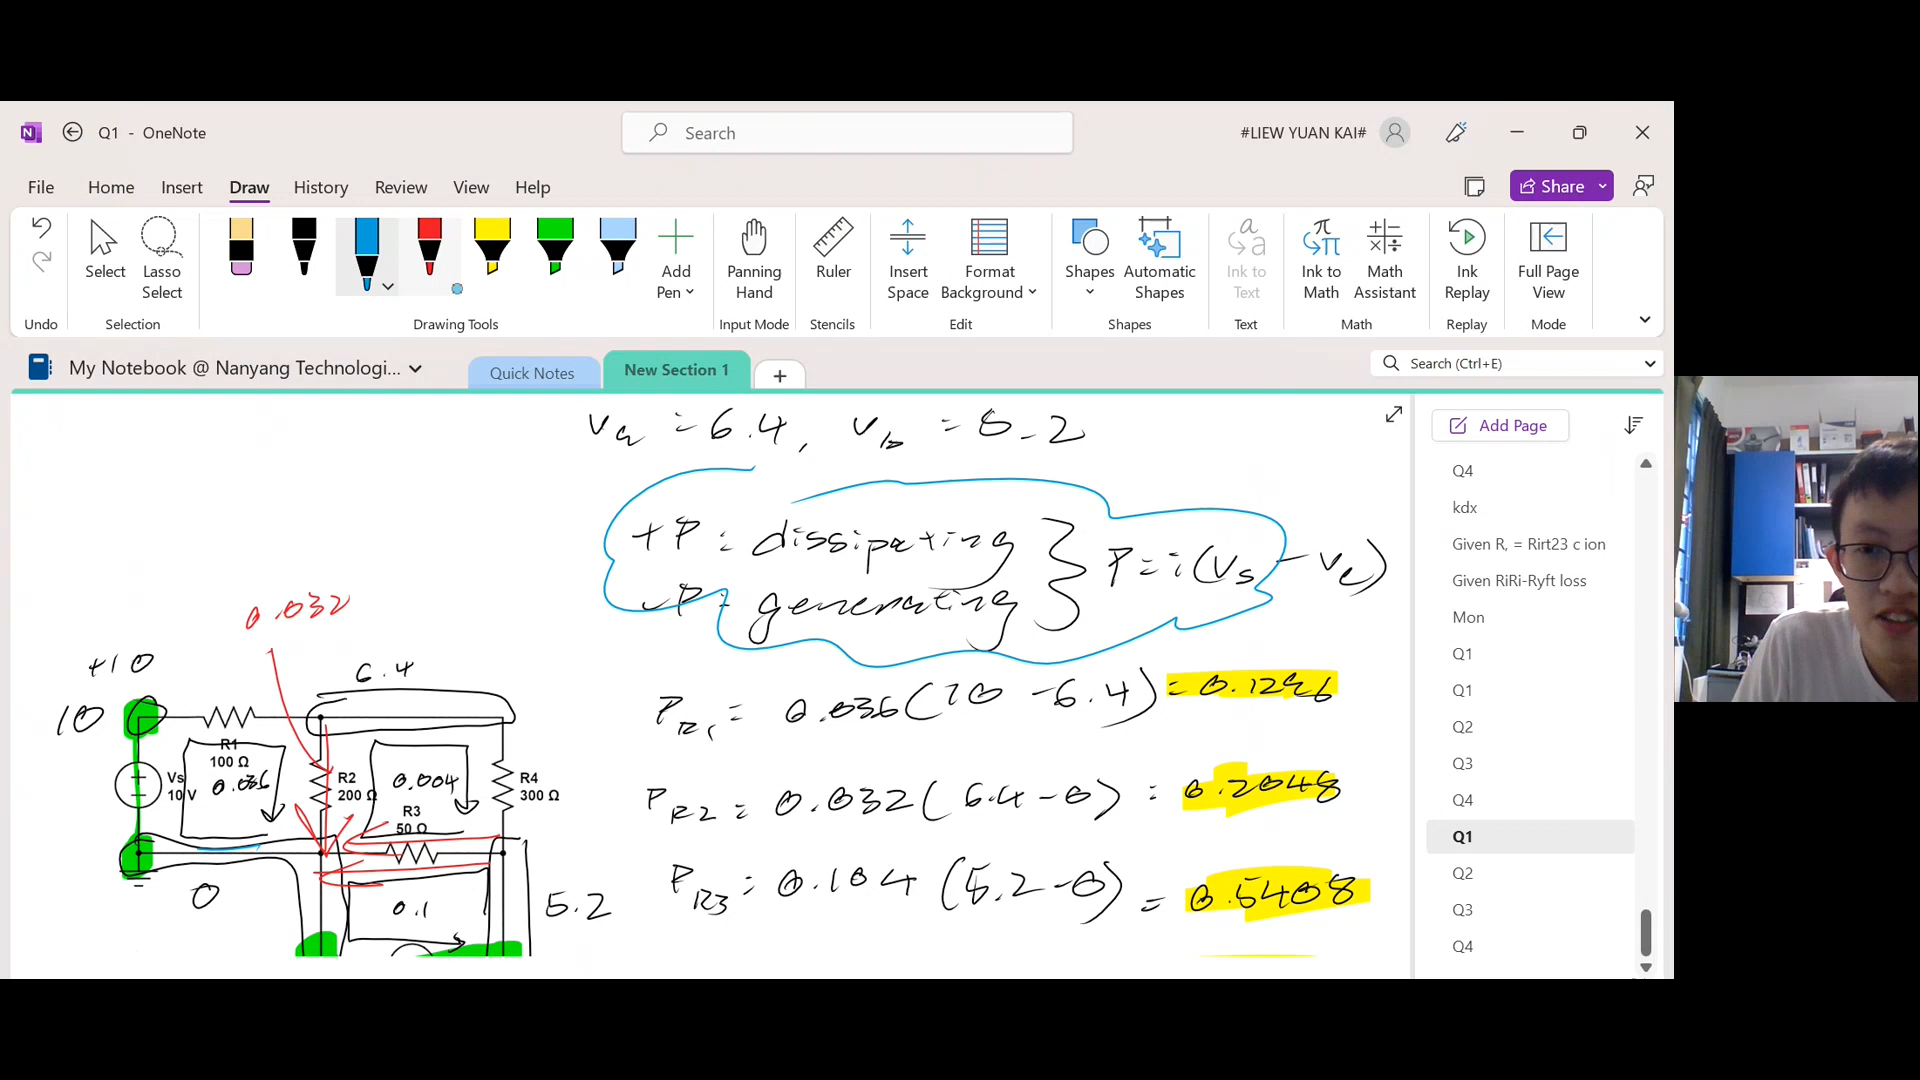 Q1 - OneNote
Search
#LIEW YUAN KAI#
File Home Insert Draw History Review View Help
Share
Select
Lasso Select
Add Pen
Panning Hand
Ruler
Insert Space
Format Background
Shapes
Automatic Shapes
Ink to Text
Ink to Math
Math Assistant
Ink Replay
Full Page View
Undo
Selection
Drawing Tools
Input Mode
Stencils
Edit
Shapes
Text
Math
Replay
Mode
My Notebook @ Nanyang Technologi...
Quick Notes
New Section 1
Search (Ctrl+E)
Add Page
Q4
kdx
Given R, = Rirt23 c ion
Given RiRi-Ryft loss
Mon
Q1
Q1
Q2
Q3
Q4
Q1
Q2
Q3
Q4
Va = 6.4, Vb = 5.2
+P : dissipating
-P : generating
} P = i(Vs - Ve)
PR1 = 0.036(10 - 6.4) = 0.1296
PR2 = 0.032(6.4-0) = 0.2048
PR3 = 0.104 (5.2-0) = 0.5408
0.032
+10
6.4
10
R1
100 Ω
Vs
10 V
0.036
R2
200 Ω
0.004
R4
300 Ω
R3
50 Ω
0
0.1
5.2